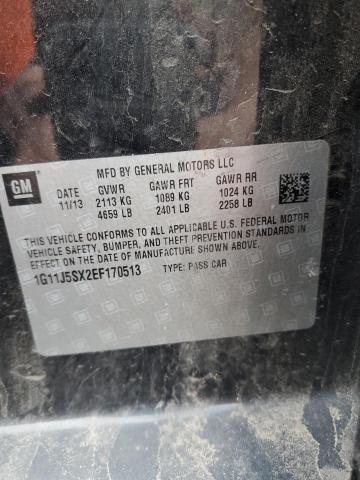 GM
MFD BY GENERAL MOTORS LLC
DATE GVWR GAWR FRT GAWR RR
11/13 2113 KG 1089 KG 1024 KG
4659 LB 2401 LB 2258 LB
THIS VEHICLE CONFORMS TO ALL APPLICABLE U.S. FEDERAL MOTOR
VEHICLE SAFETY, BUMPER, AND THEFT PREVENTION STANDARDS
IN EFFECT ON THE DATE OF MANUFACTURE SHOWN ABOVE.
1G11J5SX2EF170513 TYPE: PASS CAR